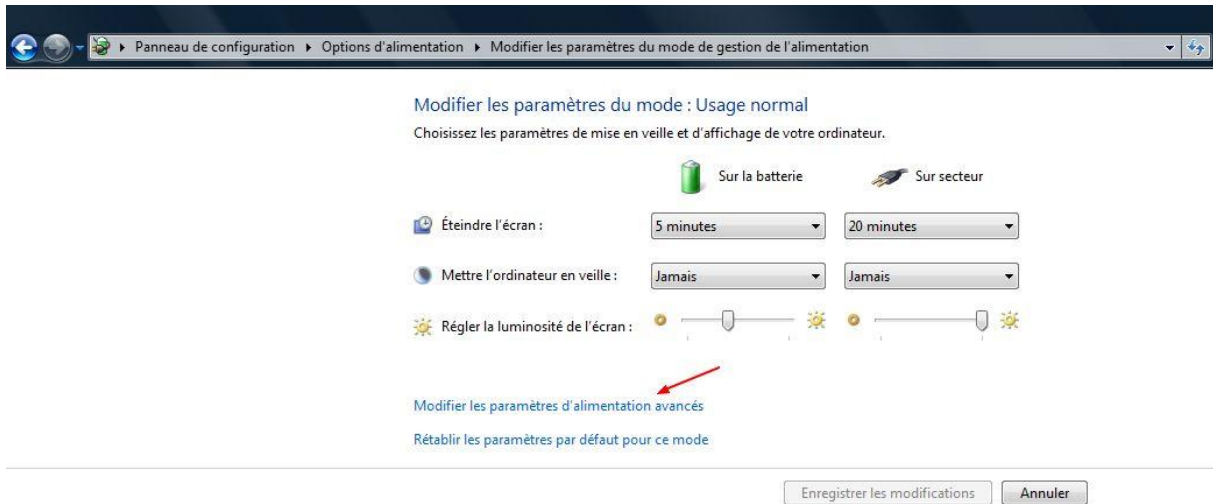 Panneau de configuration Options d'alimentation Modifier les paramètres du mode de gestion de l'alimentation
Modifier les paramètres du mode : Usage normal
Choisissez les paramètres de mise en veille et d'affichage de votre ordinateur.
Sur la batterie Sur secteur
Éteindre l'écran : 5 minutes 20 minutes
Mettre l'ordinateur en veille : Jamais Jamais
Régler la luminosité de l'écran :
Modifier les paramètres d'alimentation avancés
Rétablir les paramètres par défaut pour ce mode
Enregistrer les modifications Annuler